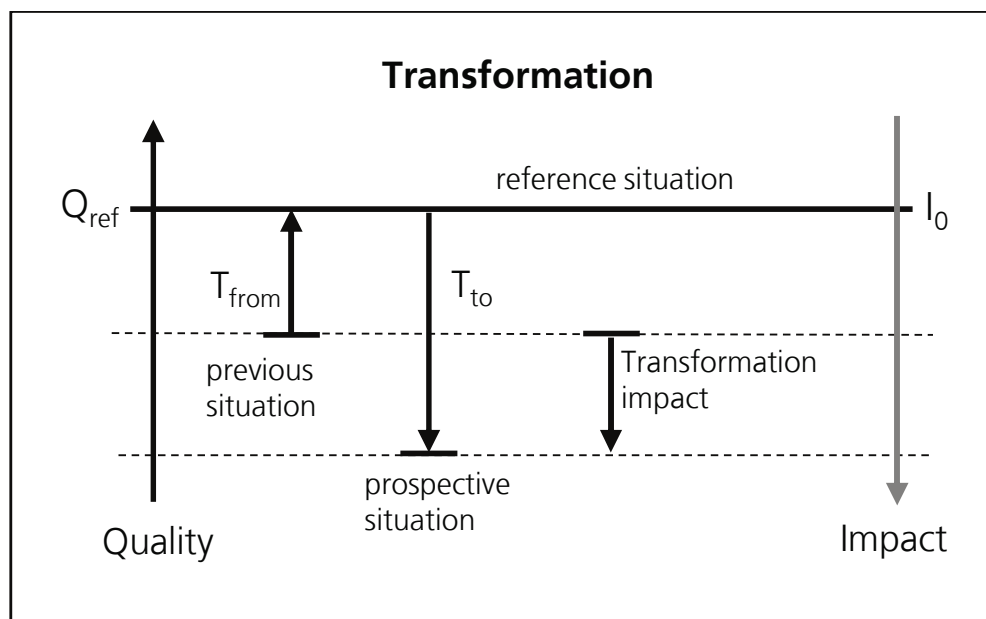 Transformation
reference situation
Q_ref
I_0
T_from
T_to
previous
situation
Transformation
impact
prospective
situation
Quality
Impact